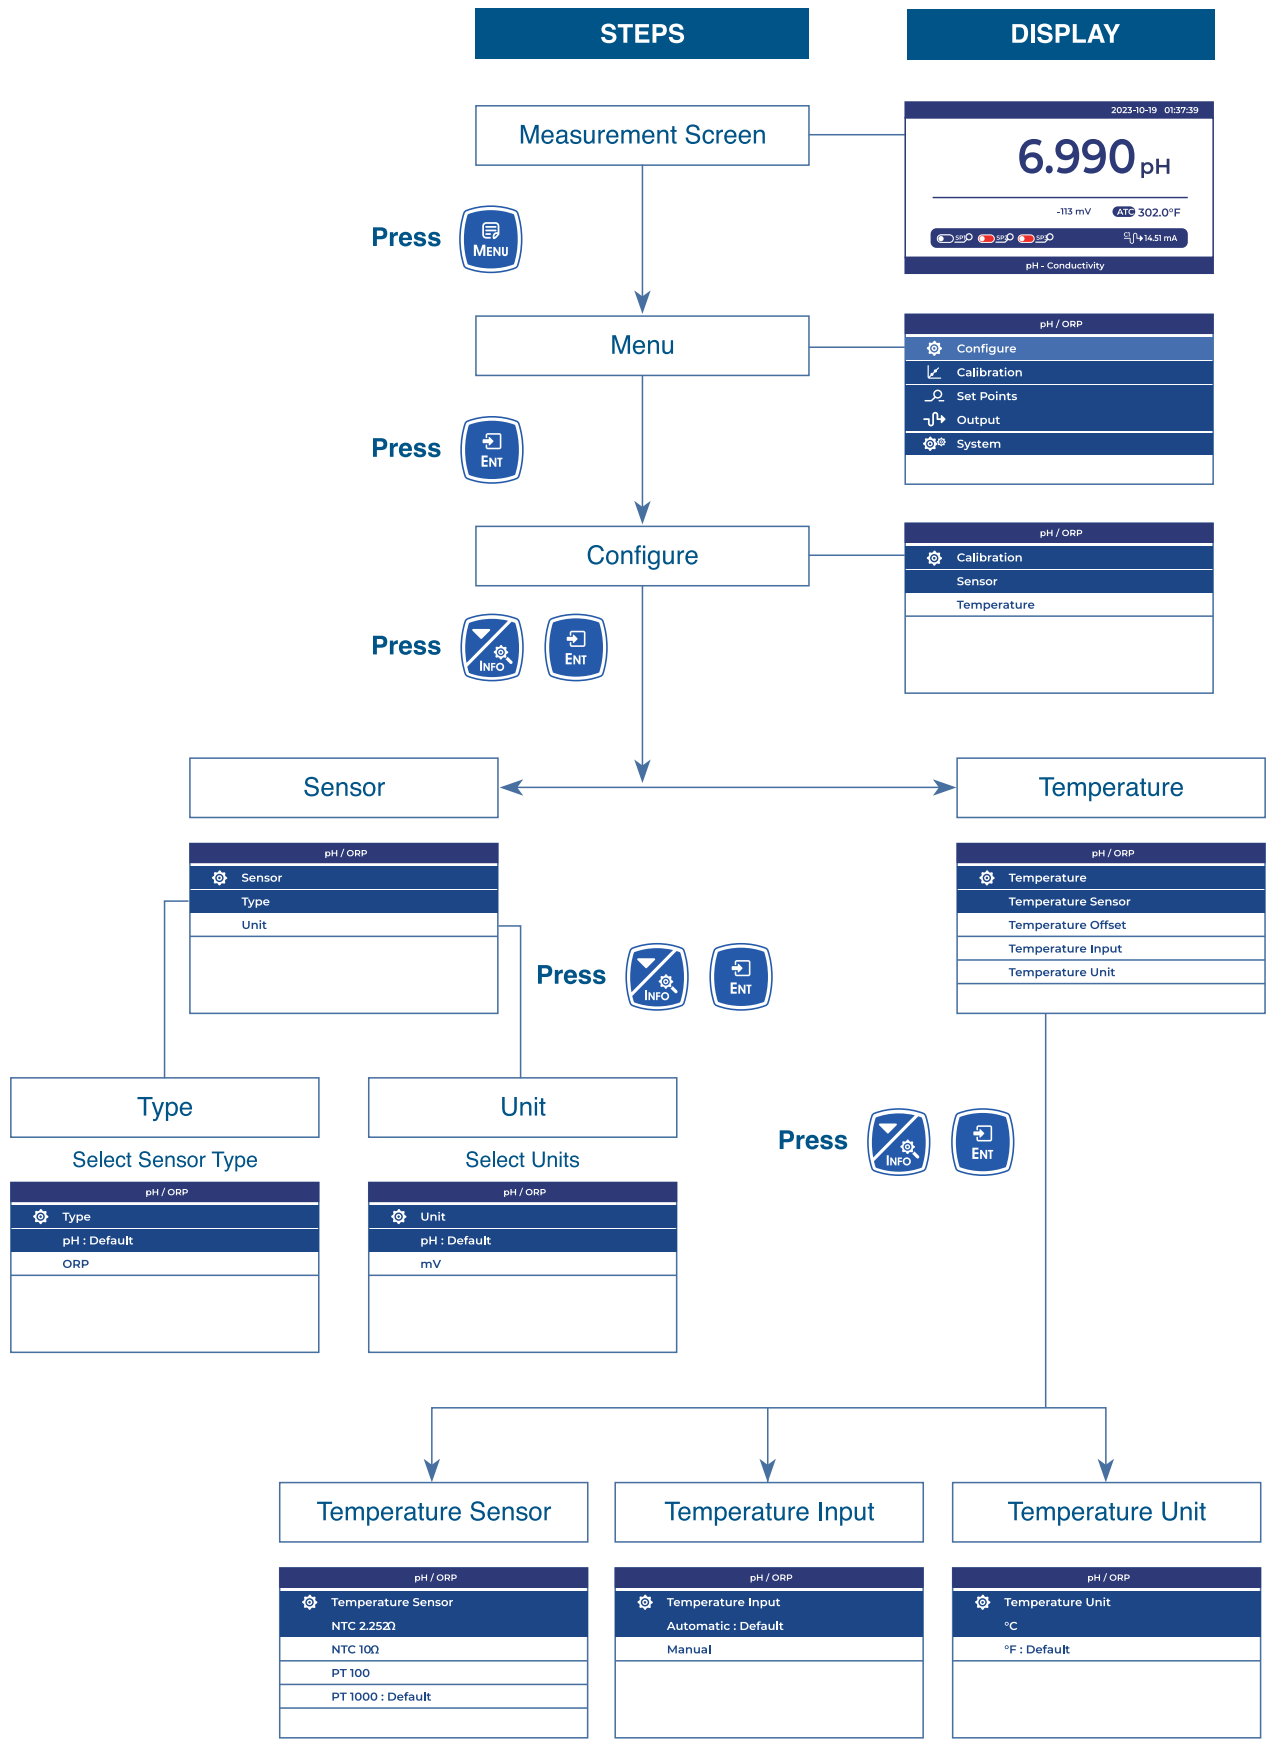 STEPS
DISPLAY
Measurement Screen
2023-10-19 01:37:39
6.990 pH
-113 mV ATC 302.0°F
SP1 SP2 SP3 14.51 mA
pH - Conductivity
Press MENU
Menu
pH / ORP
Configure
Calibration
Set Points
Output
System
Press ENT
Configure
pH / ORP
Calibration
Sensor
Temperature
Press INFO ENT
Sensor
Temperature
pH / ORP
Sensor
Type
Unit
pH / ORP
Temperature
Temperature Sensor
Temperature Offset
Temperature Input
Temperature Unit
Press INFO ENT
Type
Unit
Press INFO ENT
Select Sensor Type
Select Units
pH / ORP
Type
pH : Default
ORP
pH / ORP
Unit
pH : Default
mV
Temperature Sensor
Temperature Input
Temperature Unit
pH / ORP
Temperature Sensor
NTC 2.252Ω
NTC 10Ω
PT 100
PT 1000 : Default
pH / ORP
Temperature Input
Automatic : Default
Manual
pH / ORP
Temperature Unit
°C
°F : Default